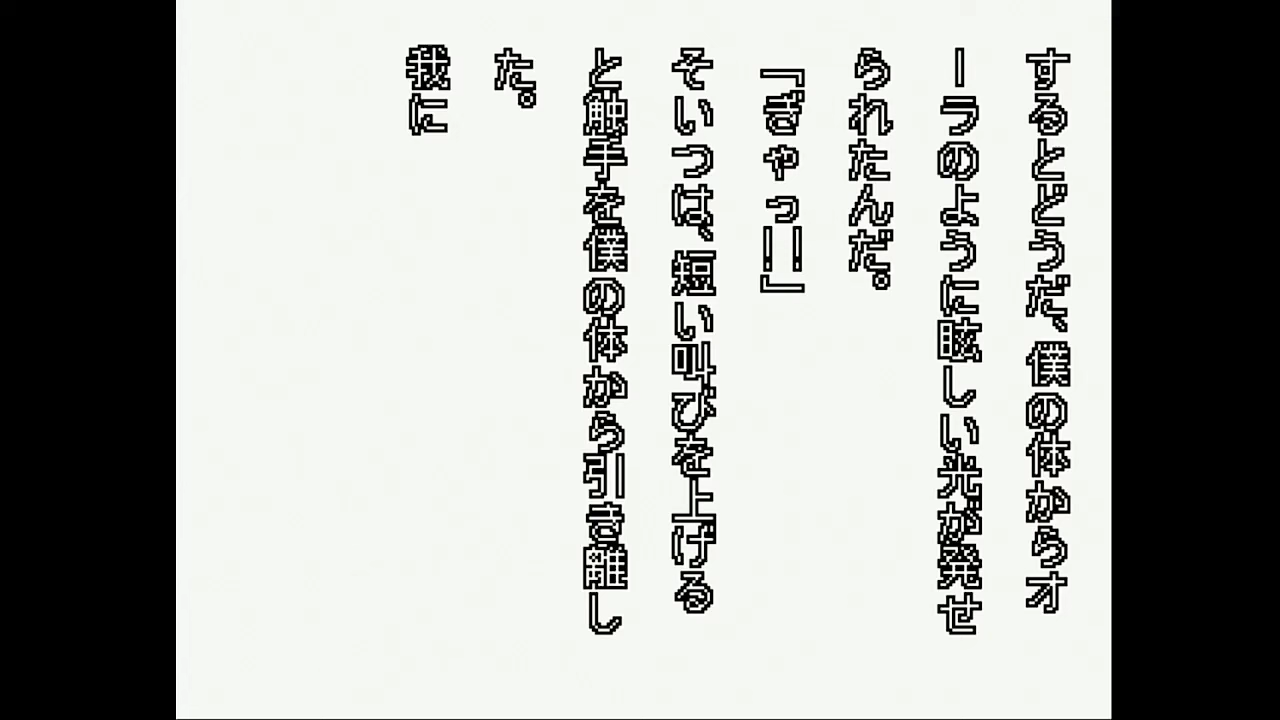 するとどうだ、僕の体からオ
ーラのように眩しい光が発せ
られたんだ。
「ぎゃっ!!」
そいつは、短い叫びを上げる
と触手を僕の体から引き離し
た。
我に